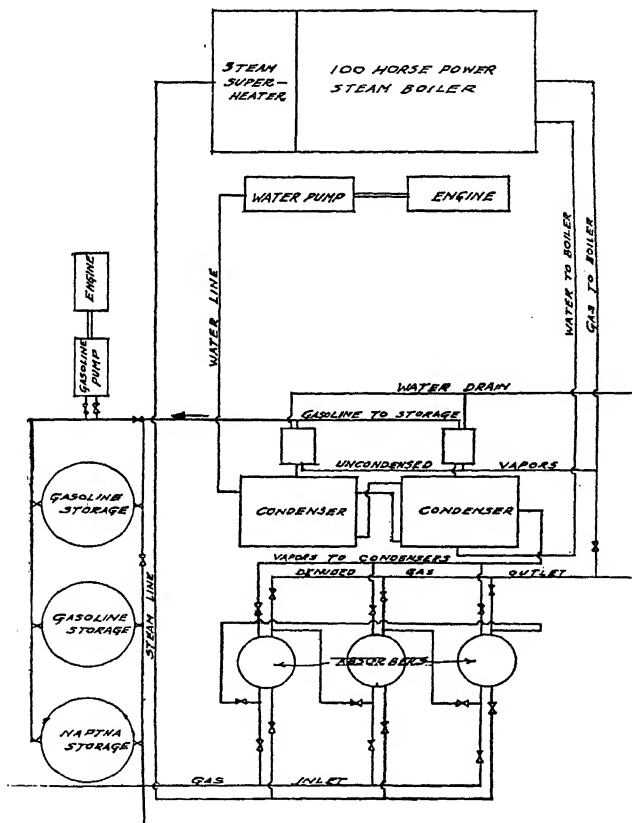 STEAM
SUPER-
HEATER
100 HORSE POWER
STEAM BOILER
WATER PUMP
ENGINE
ENGINE
GASOLINE
PUMP
WATER LINE
WATER TO BOILER
GAS TO BOILER
WATER DRAIN
GASOLINE TO STORAGE
UNCONDENSED VAPORS
GASOLINE
STORAGE
CONDENSER
CONDENSER
VAPORS TO CONDENSERS
DENUDED GAS OUTLET
STEAM LINE
GASOLINE
STORAGE
ABSORBERS
NAPTHA
STORAGE
GAS INLET